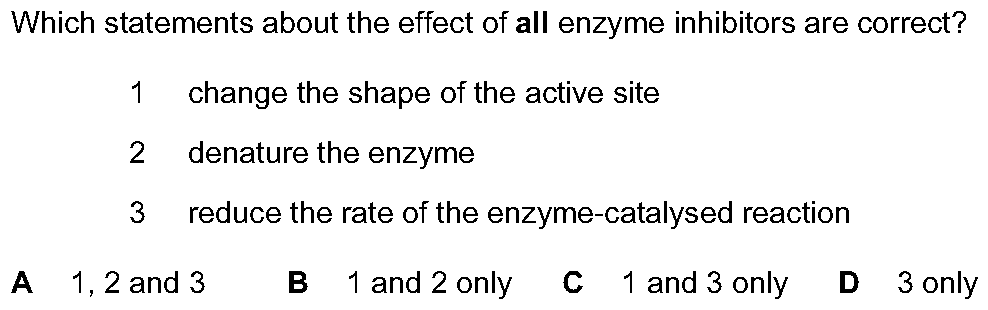 Which statements about the effect of all enzyme inhibitors are correct?
1 change the shape of the active site
2 denature the enzyme
3 reduce the rate of the enzyme-catalysed reaction
A 1, 2 and 3 B 1 and 2 only C 1 and 3 only D 3 only